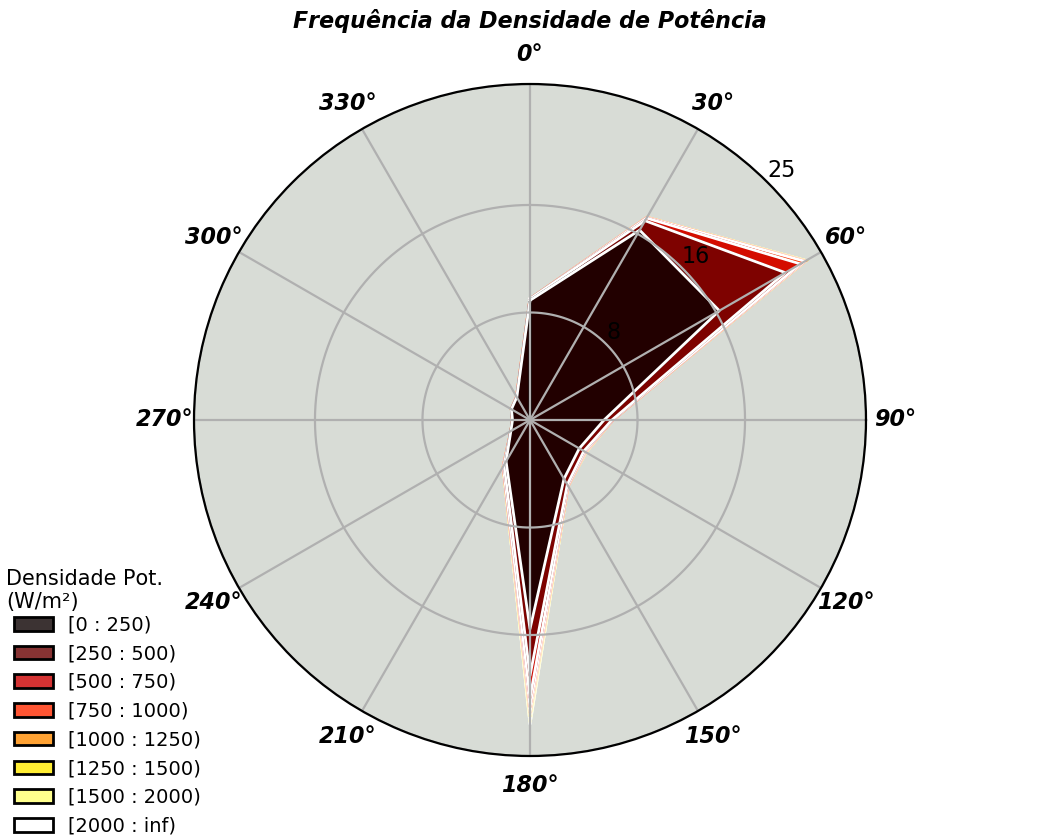 Frequência da Densidade de Potência
0°
330°
30°
25
300°
60°
16
8
270°
90°
240°
120°
210°
150°
180°
Densidade Pot.
(W/m²)
[0 : 250)
[250 : 500)
[500 : 750)
[750 : 1000)
[1000 : 1250)
[1250 : 1500)
[1500 : 2000)
[2000 : inf)